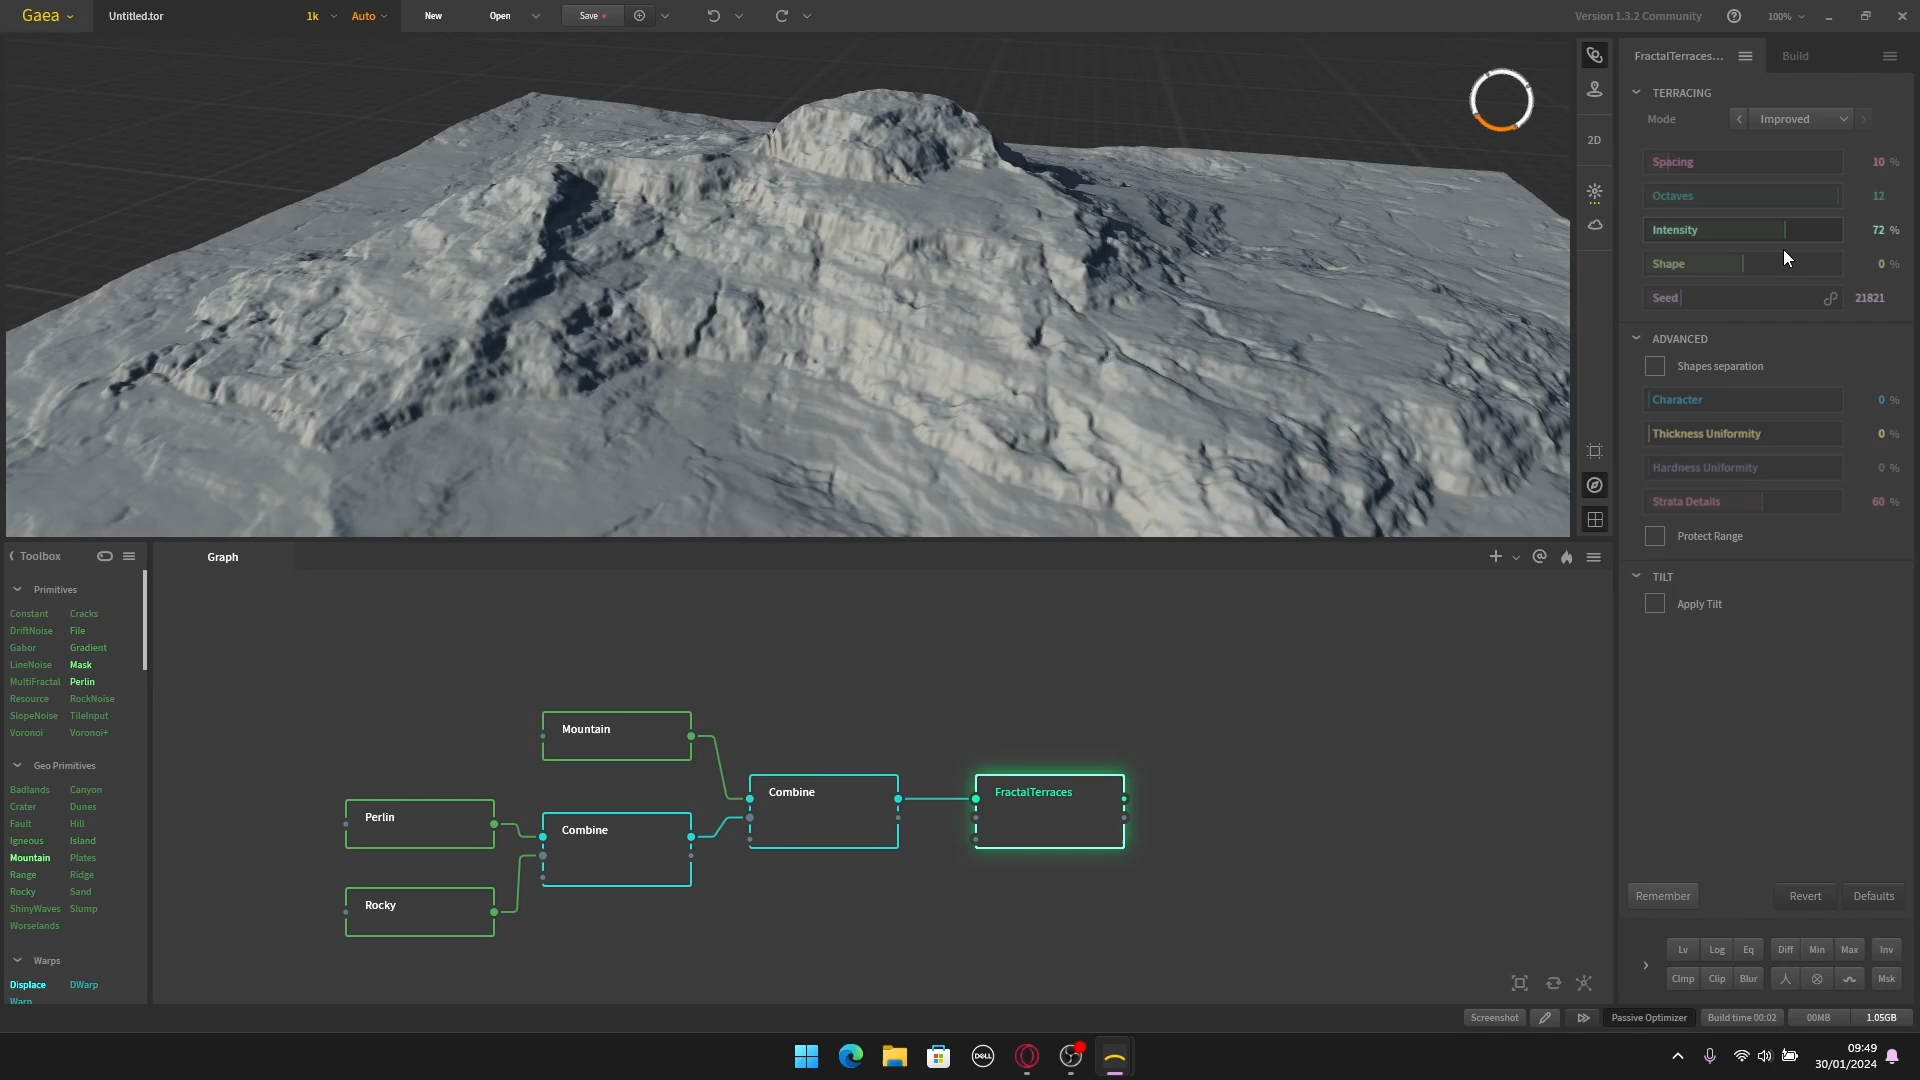 Gaea
Untitled.tor
1k
Auto
New
Open
Save
Version 1.3.2 Community
100%
2D
FractalTerraces...
Build
TERRACING
Mode
Improved
Spacing 10 %
Octaves 12
Intensity 72 %
Shape 0 %
Seed 21821
ADVANCED
Shapes separation
Character 0 %
Thickness Uniformity 0 %
Hardness Uniformity 0 %
Strata Details 60 %
Protect Range
TILT
Apply Tilt
Remember
Revert
Defaults
Lv Log Eq Diff Min Max Inv
Clmp Clip Blur Msk
Toolbox
Primitives
Constant Cracks
DriftNoise File
Gabor Gradient
LineNoise Mask
MultiFractal Perlin
Resource RockNoise
SlopeNoise TileInput
Voronoi Voronoi+
Geo Primitives
Badlands Canyon
Crater Dunes
Fault Hill
Igneous Island
Mountain Plates
Range Ridge
Rocky Sand
ShinyWaves Slump
Worselands
Warps
Displace DWarp
Warp
Graph
Mountain
Perlin
Combine
Rocky
Combine
FractalTerraces
Screenshot
Passive Optimizer
Build time 00:02
00MB
1.05GB
DELL
09:49
30/01/2024